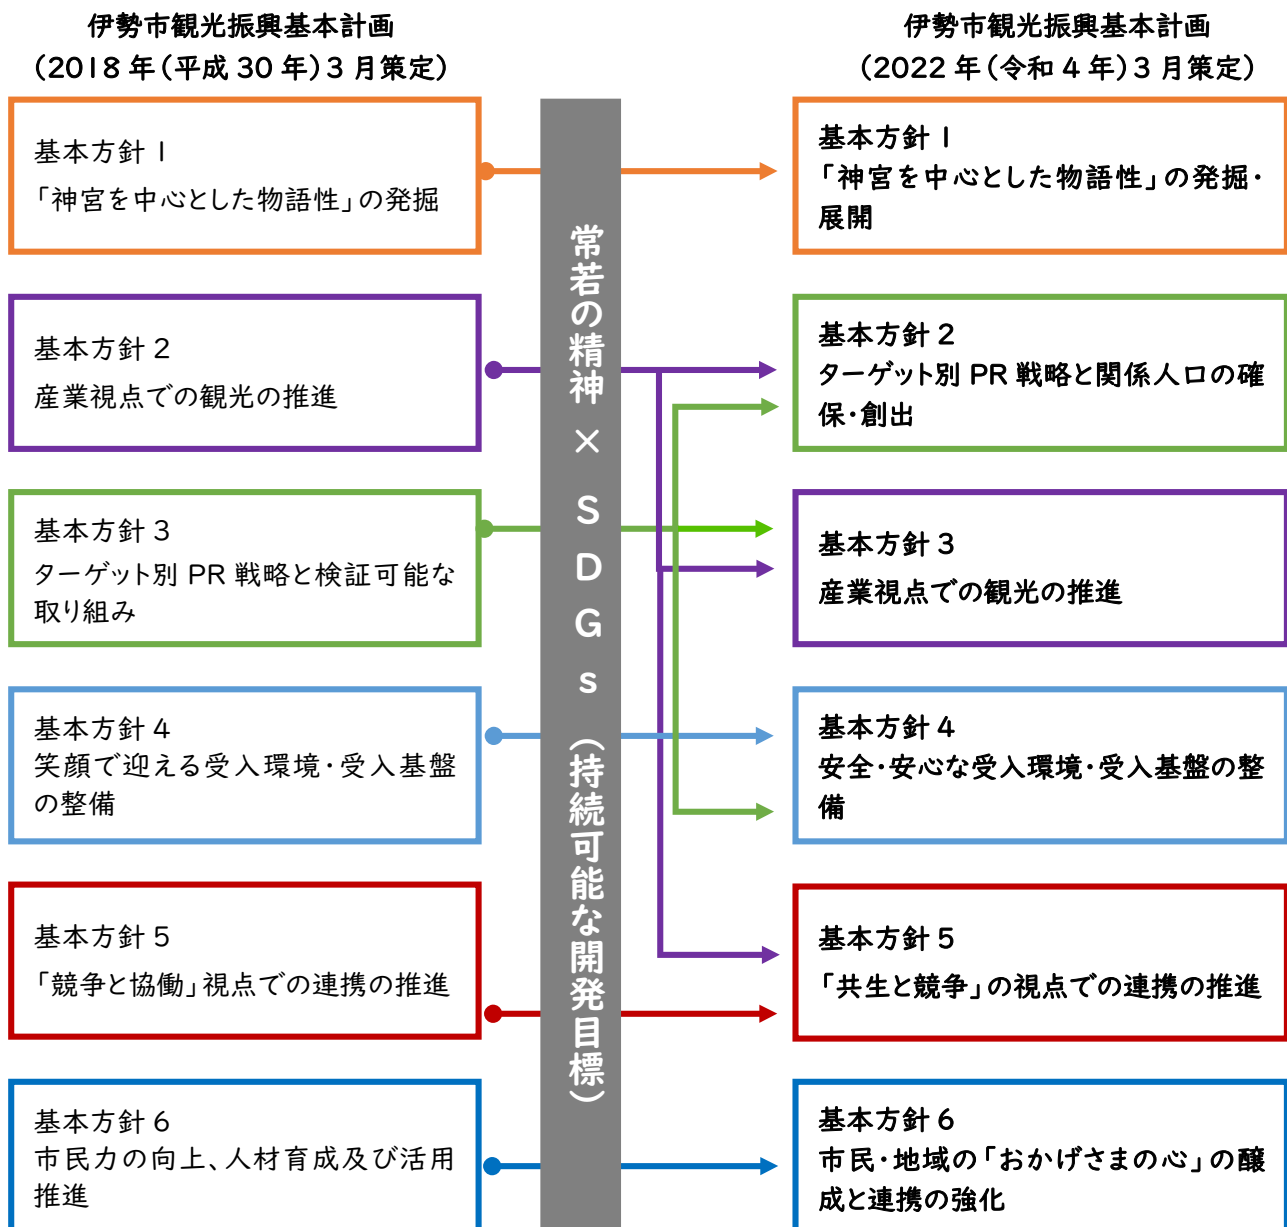 伊勢市観光振興基本計画
（2018年（平成30年）3月策定）
基本方針1
「神宮を中心とした物語性」の発掘
基本方針2
産業視点での観光の推進
基本方針3
ターゲット別PR戦略と検証可能な
取り組み
基本方針4
笑顔で迎える受入環境・受入基盤
の整備
基本方針5
「競争と協働」視点での連携の推進
基本方針6
市民力の向上、人材育成及び活用
推進
常若の精神×SDGs（持続可能な開発目標）
伊勢市観光振興基本計画
（2022年（令和4年）3月策定）
基本方針1
「神宮を中心とした物語性」の発掘・
展開
基本方針2
ターゲット別PR戦略と関係人口の確
保・創出
基本方針3
産業視点での観光の推進
基本方針4
安全・安心な受入環境・受入基盤の整
備
基本方針5
「共生と競争」の視点での連携の推進
基本方針6
市民・地域の「おかげさまの心」の醸
成と連携の強化